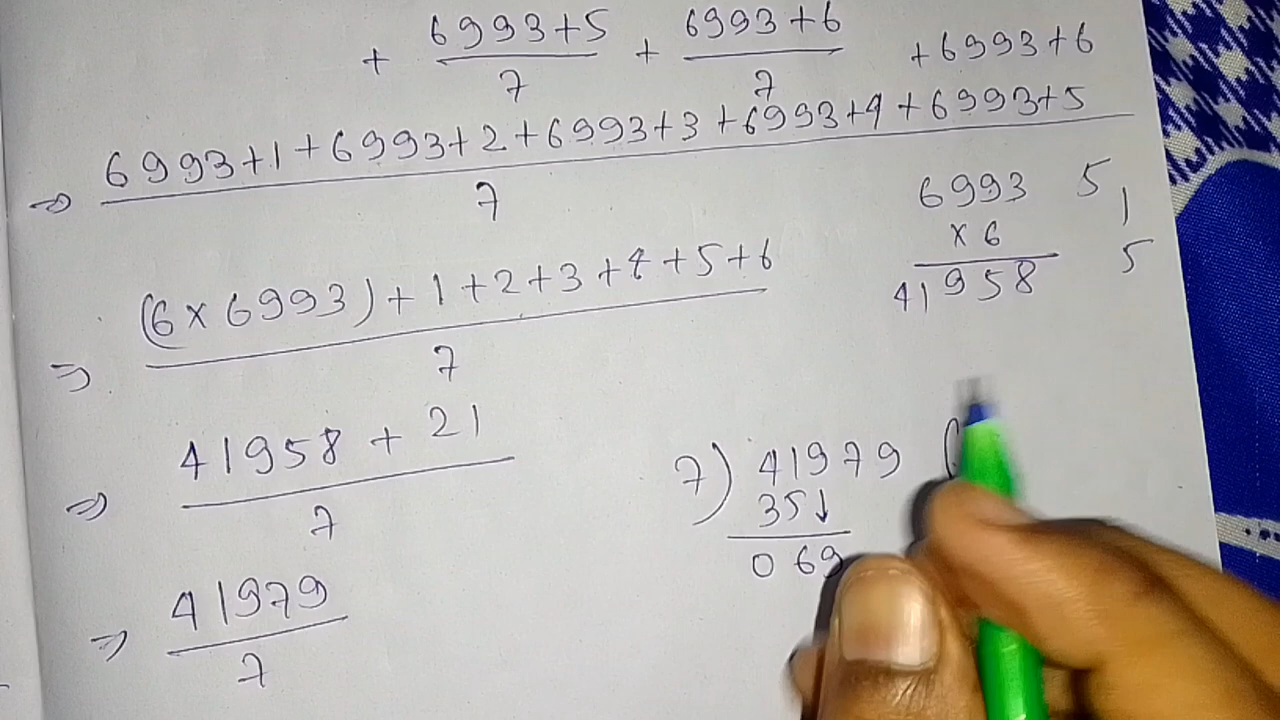 + 6993+5 / 7 + 6993+6 / 7
+6993+6
⇒ 6993+1+6993+2+6993+3+6993+4+6993+5 / 7
6993
× 6
41958
5
1
5
⇒ (6×6993)+1+2+3+4+5+6 / 7
⇒ 41958 + 21 / 7
7) 41979 (
35↓
069
⇒ 41979 / 7